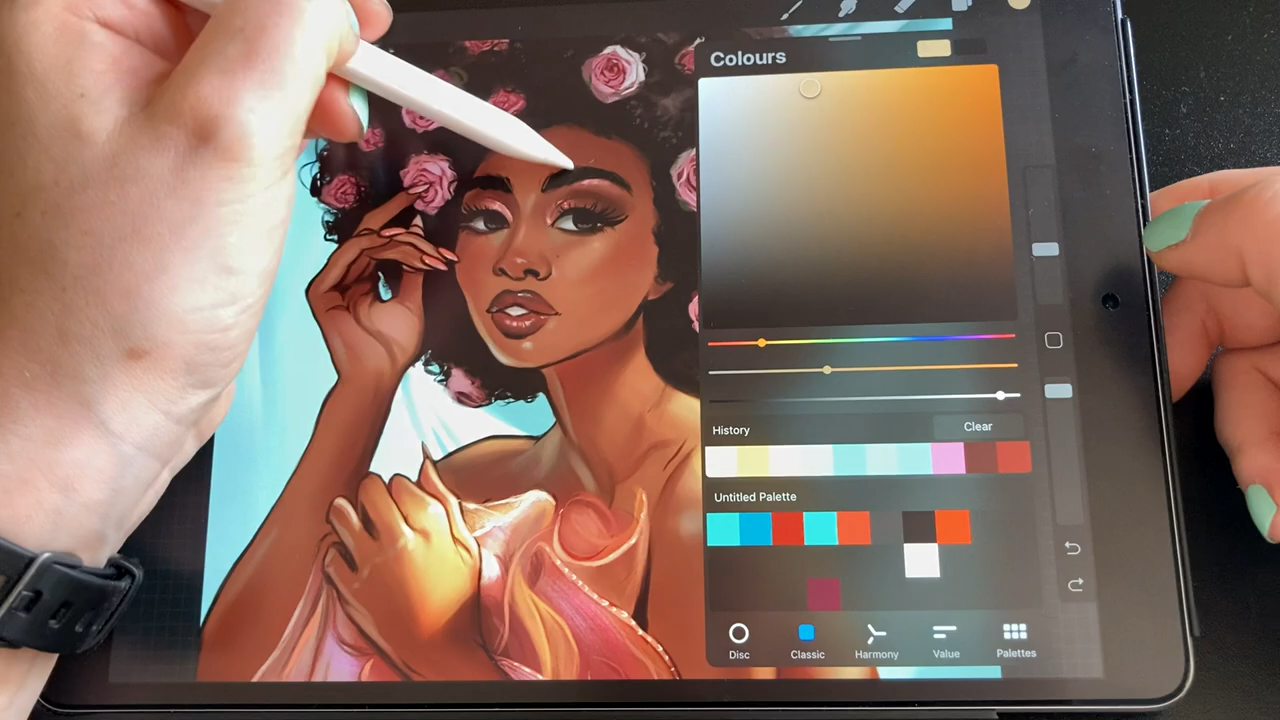 Colours
History
Clear
Untitled Palette
Disc
Classic
Harmony
Value
Palettes